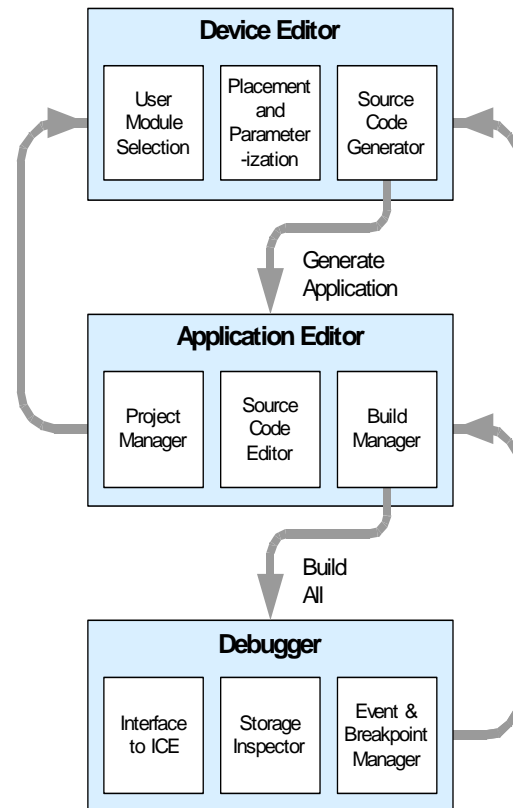 Device Editor
User
Module
Selection
Placement
and
Parameter
-ization
Source
Code
Generator
Generate
Application
Application Editor
Project
Manager
Source
Code
Editor
Build
Manager
Build
All
Debugger
Interface
to ICE
Storage
Inspector
Event &
Breakpoint
Manager